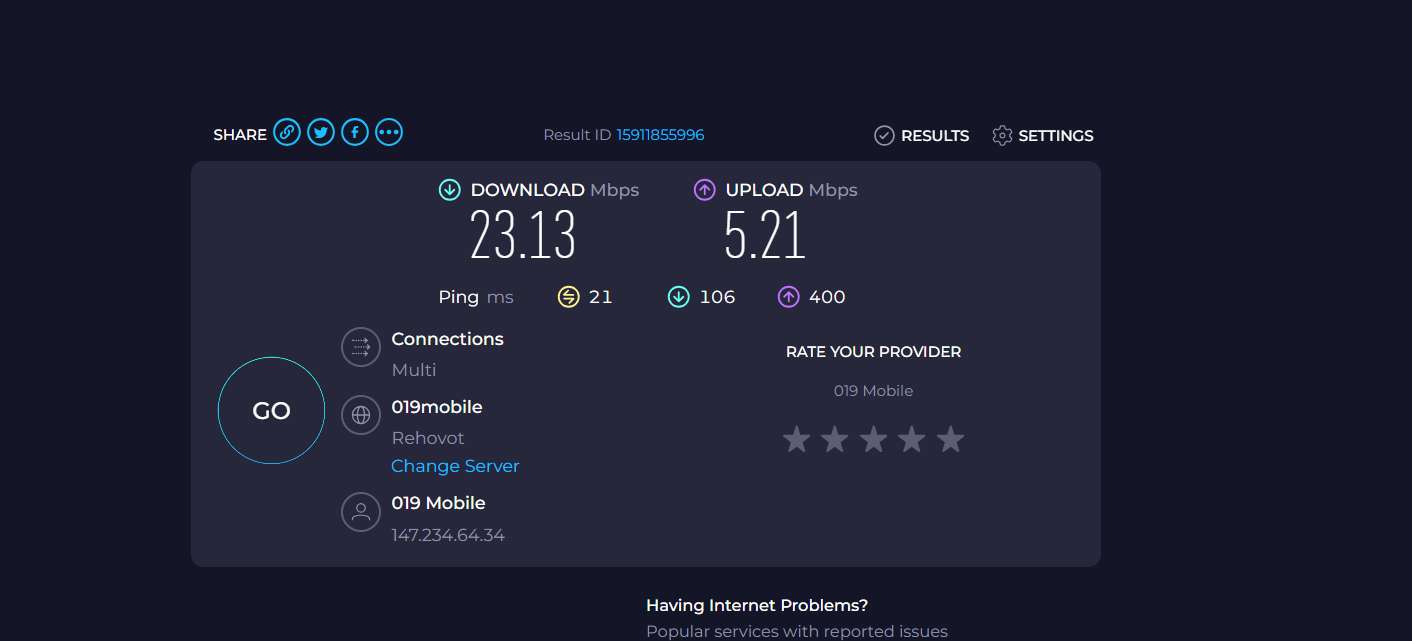 SHARE
Result ID 15911855996
RESULTS
SETTINGS
DOWNLOAD Mbps
23.13
UPLOAD Mbps
5.21
Ping ms 21 106 400
GO
Connections
Multi
019mobile
Rehovot
Change Server
019 Mobile
147.234.64.34
RATE YOUR PROVIDER
019 Mobile
Having Internet Problems?
Popular services with reported issues